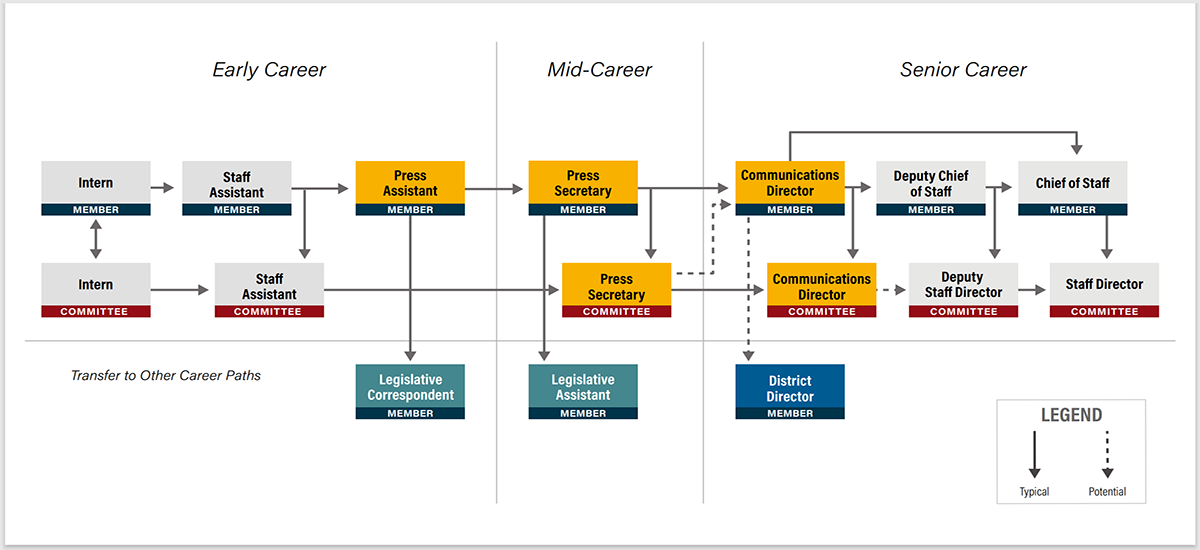 Early Career
Mid-Career
Senior Career
Intern
MEMBER
Staff
Assistant
MEMBER
Press
Assistant
MEMBER
Press
Secretary
MEMBER
Communications
Director
MEMBER
Deputy Chief
of Staff
MEMBER
Chief of Staff
MEMBER
Intern
COMMITTEE
Staff
Assistant
COMMITTEE
Press
Secretary
COMMITTEE
Communications
Director
COMMITTEE
Deputy
Staff Director
COMMITTEE
Staff Director
COMMITTEE
Transfer to Other Career Paths
Legislative
Correspondent
MEMBER
Legislative
Assistant
MEMBER
District
Director
MEMBER
LEGEND
Typical
Potential